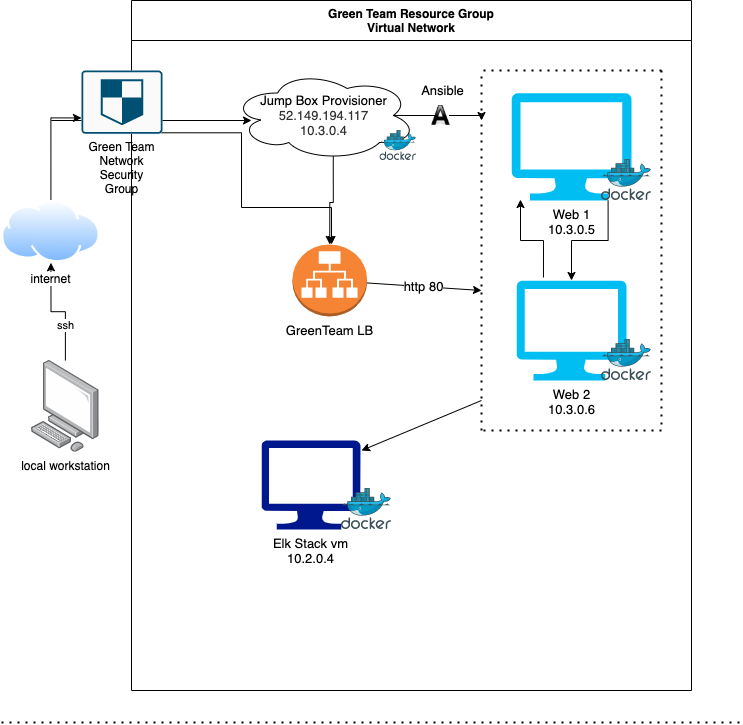 Green Team Resource Group
Virtual Network
Green Team
Network
Security
Group
Jump Box Provisioner
52.149.194.117
10.3.0.4
docker
Ansible
A
docker
Web 1
10.3.0.5
internet
ssh
http 80
GreenTeam LB
docker
Web 2
10.3.0.6
local workstation
docker
Elk Stack vm
10.2.0.4